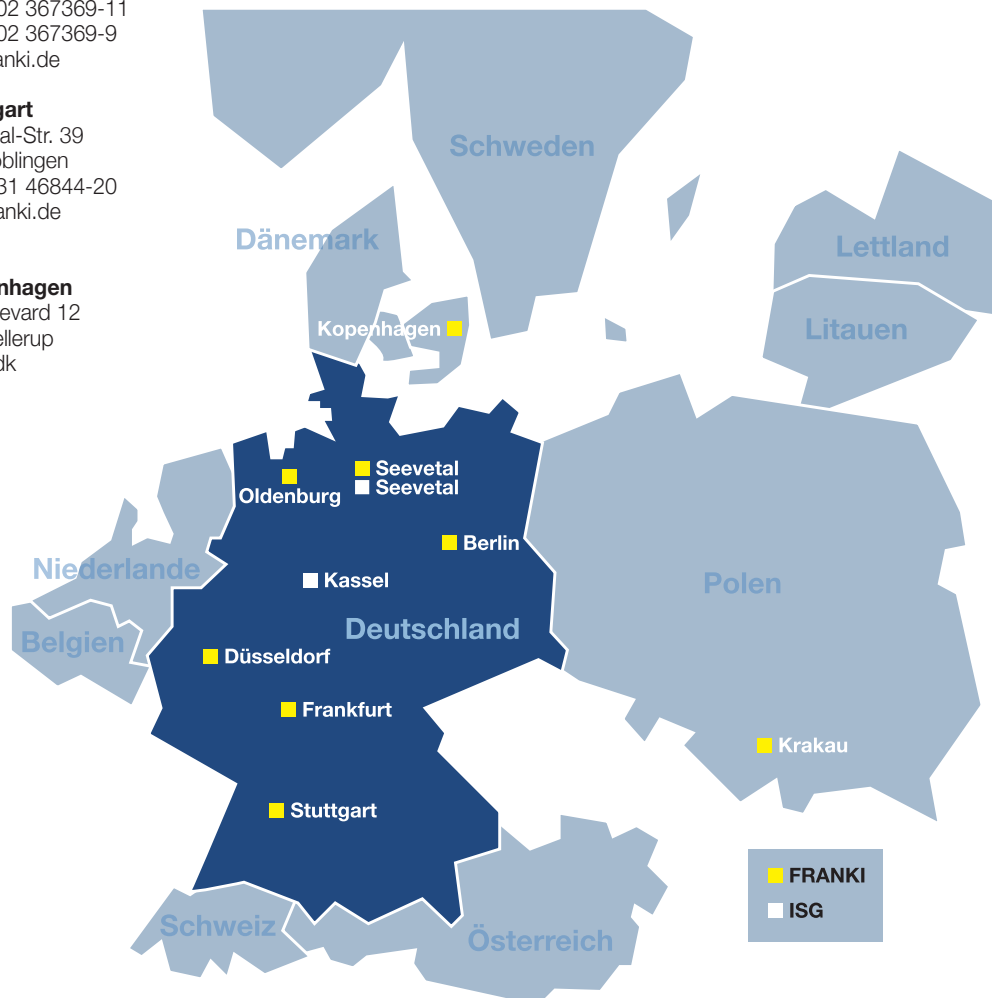 02 367369-11
02 367369-9
anki.de
gart
al-Str. 39
oblingen
31 46844-20
anki.de
nhagen
evard 12
ellerup
dk
Schweden
Dänemark
Lettland
Kopenhagen
Litauen
Seevetal
Oldenburg
Seevetal
Berlin
Niederlande
Kassel
Polen
Deutschland
Belgien
Düsseldorf
Frankfurt
Krakau
Stuttgart
FRANKI
ISG
Schweiz
Österreich